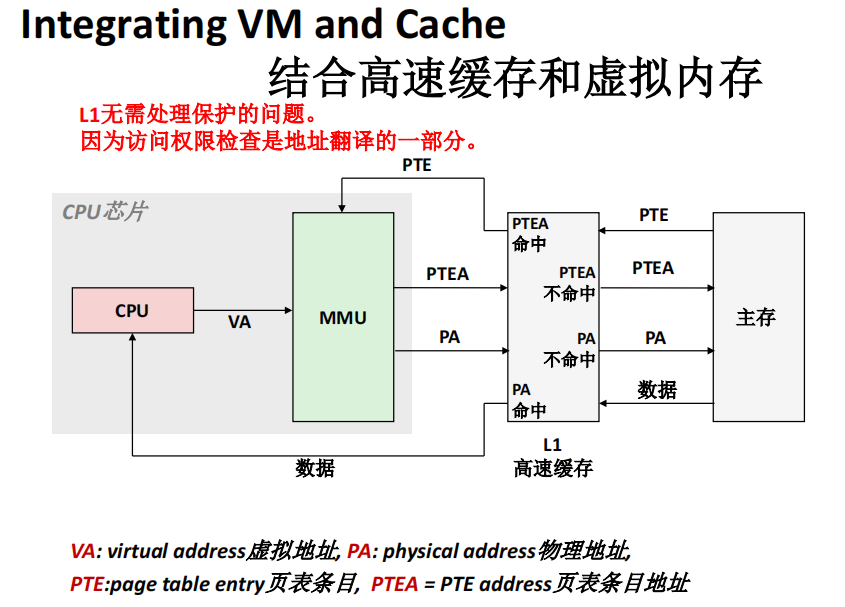 Integrating VM and Cache
结合高速缓存和虚拟内存
L1无需处理保护的问题。
因为访问权限检查是地址翻译的一部分。
PTE
CPU芯片
PTEA
命中
PTE
PTEA
PTEA
不命中
PTEA
CPU
VA
MMU
主存
PA
PA
不命中
PA
PA
命中
数据
数据
L1
高速缓存
VA: virtual address虚拟地址, PA: physical address物理地址,
PTE:page table entry页表条目, PTEA = PTE address页表条目地址